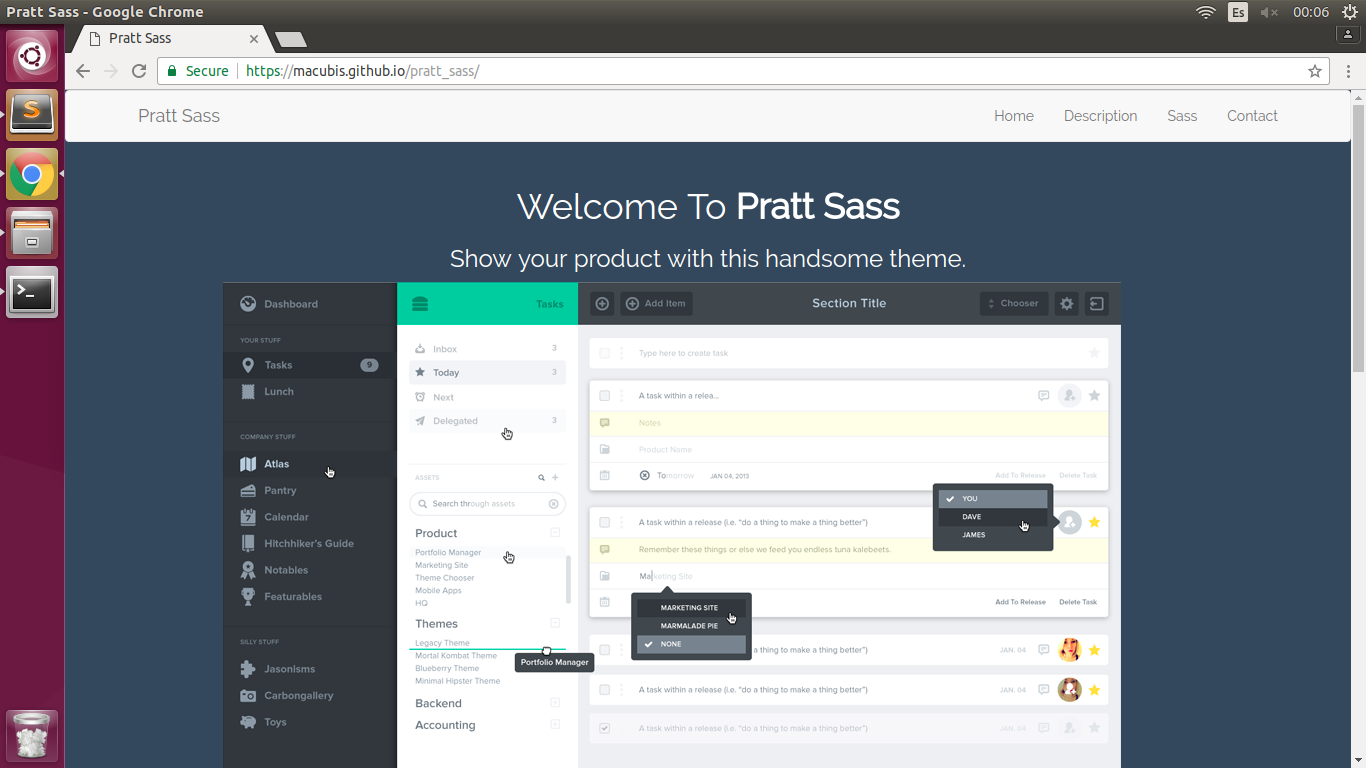 Pratt Sass - Google Chrome
Es
00:06
Pratt Sass
Secure
https://macubis.github.io/pratt_sass/
Pratt Sass
Home
Description
Sass
Contact
Welcome To Pratt Sass
Show your product with this handsome theme.
Dashboard
YOUR STUFF
Tasks
9
Lunch
COMPANY STUFF
Atlas
Pantry
Calendar
Hitchhiker's Guide
Notables
Featurables
SILLY STUFF
Jasonisms
Carbongallery
Toys
Tasks
Inbox
3
Today
3
Next
Delegated
3
ASSETS
Search through assets
Product
Portfolio Manager
Marketing Site
Theme Chooser
Mobile Apps
HQ
Themes
Legacy Theme
Mortal Kombat Theme
Blueberry Theme
Minimal Hipster Theme
Portfolio Manager
Backend
Accounting
Add Item
Section Title
Chooser
Type here to create task
A task within a relea...
Notes
Product Name
Tomorrow
JAN 04, 2013
Add To Release
Delete Task
A task within a release (i.e. "do a thing to make a thing better")
YOU
DAVE
JAMES
Remember these things or else we feed you endless tuna kalebeets.
Marketing Site
Add To Release
Delete Task
MARKETING SITE
MARMALADE PIE
NONE
a task within a release (i.e. "do a thing to make a thing better")
JAN. 04
A task within a release (i.e. "do a thing to make a thing better")
JAN. 04
A task within a release (i.e. "do a thing to make a thing better")
JAN. 04